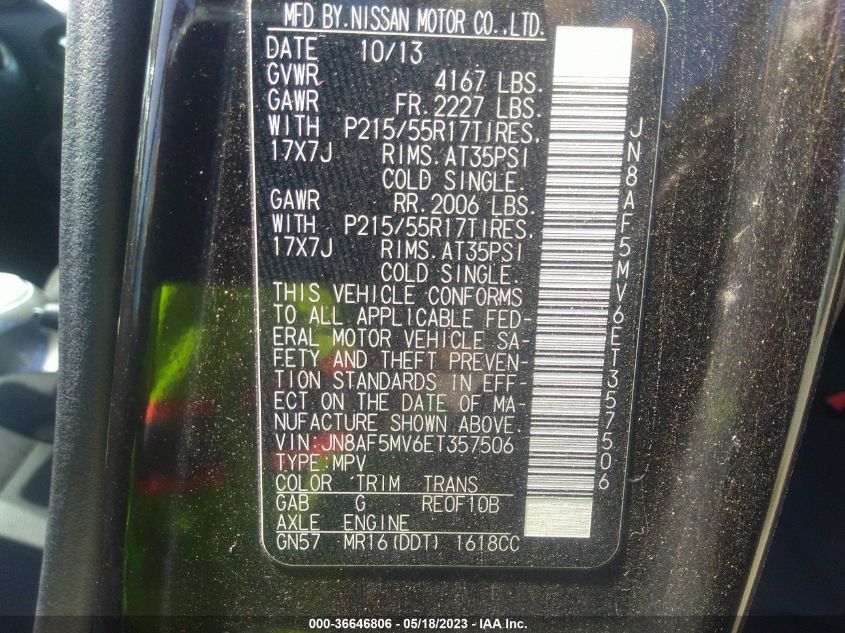 MFD BY.NISSAN MOTOR CO.,LTD.
DATE 10/13
GVWR 4167 LBS.
GAWR FR.2227 LBS.
WITH P215/55R17TIRES,
17X7J RIMS.AT35PSI
COLD SINGLE.
GAWR RR.2006 LBS.
WITH P215/55R17TIRES,
17X7J RIMS.AT35PSI
COLD SINGLE.
THIS VEHICLE CONFORMS
TO ALL APPLICABLE FED-
ERAL MOTOR VEHICLE SA-
FETY AND THEFT PREVEN-
TION STANDARDS IN EFF-
ECT ON THE DATE OF MA-
NUFACTURE SHOWN ABOVE.
VIN:JN8AF5MV6ET357506
TYPE:MPV
COLOR TRIM TRANS
GAB G RE0F10B
AXLE ENGINE
GN57 MR16(DDT) 1618CC
JN8AF5MV6ET357506
000-36646806 - 05/18/2023 - IAA Inc.